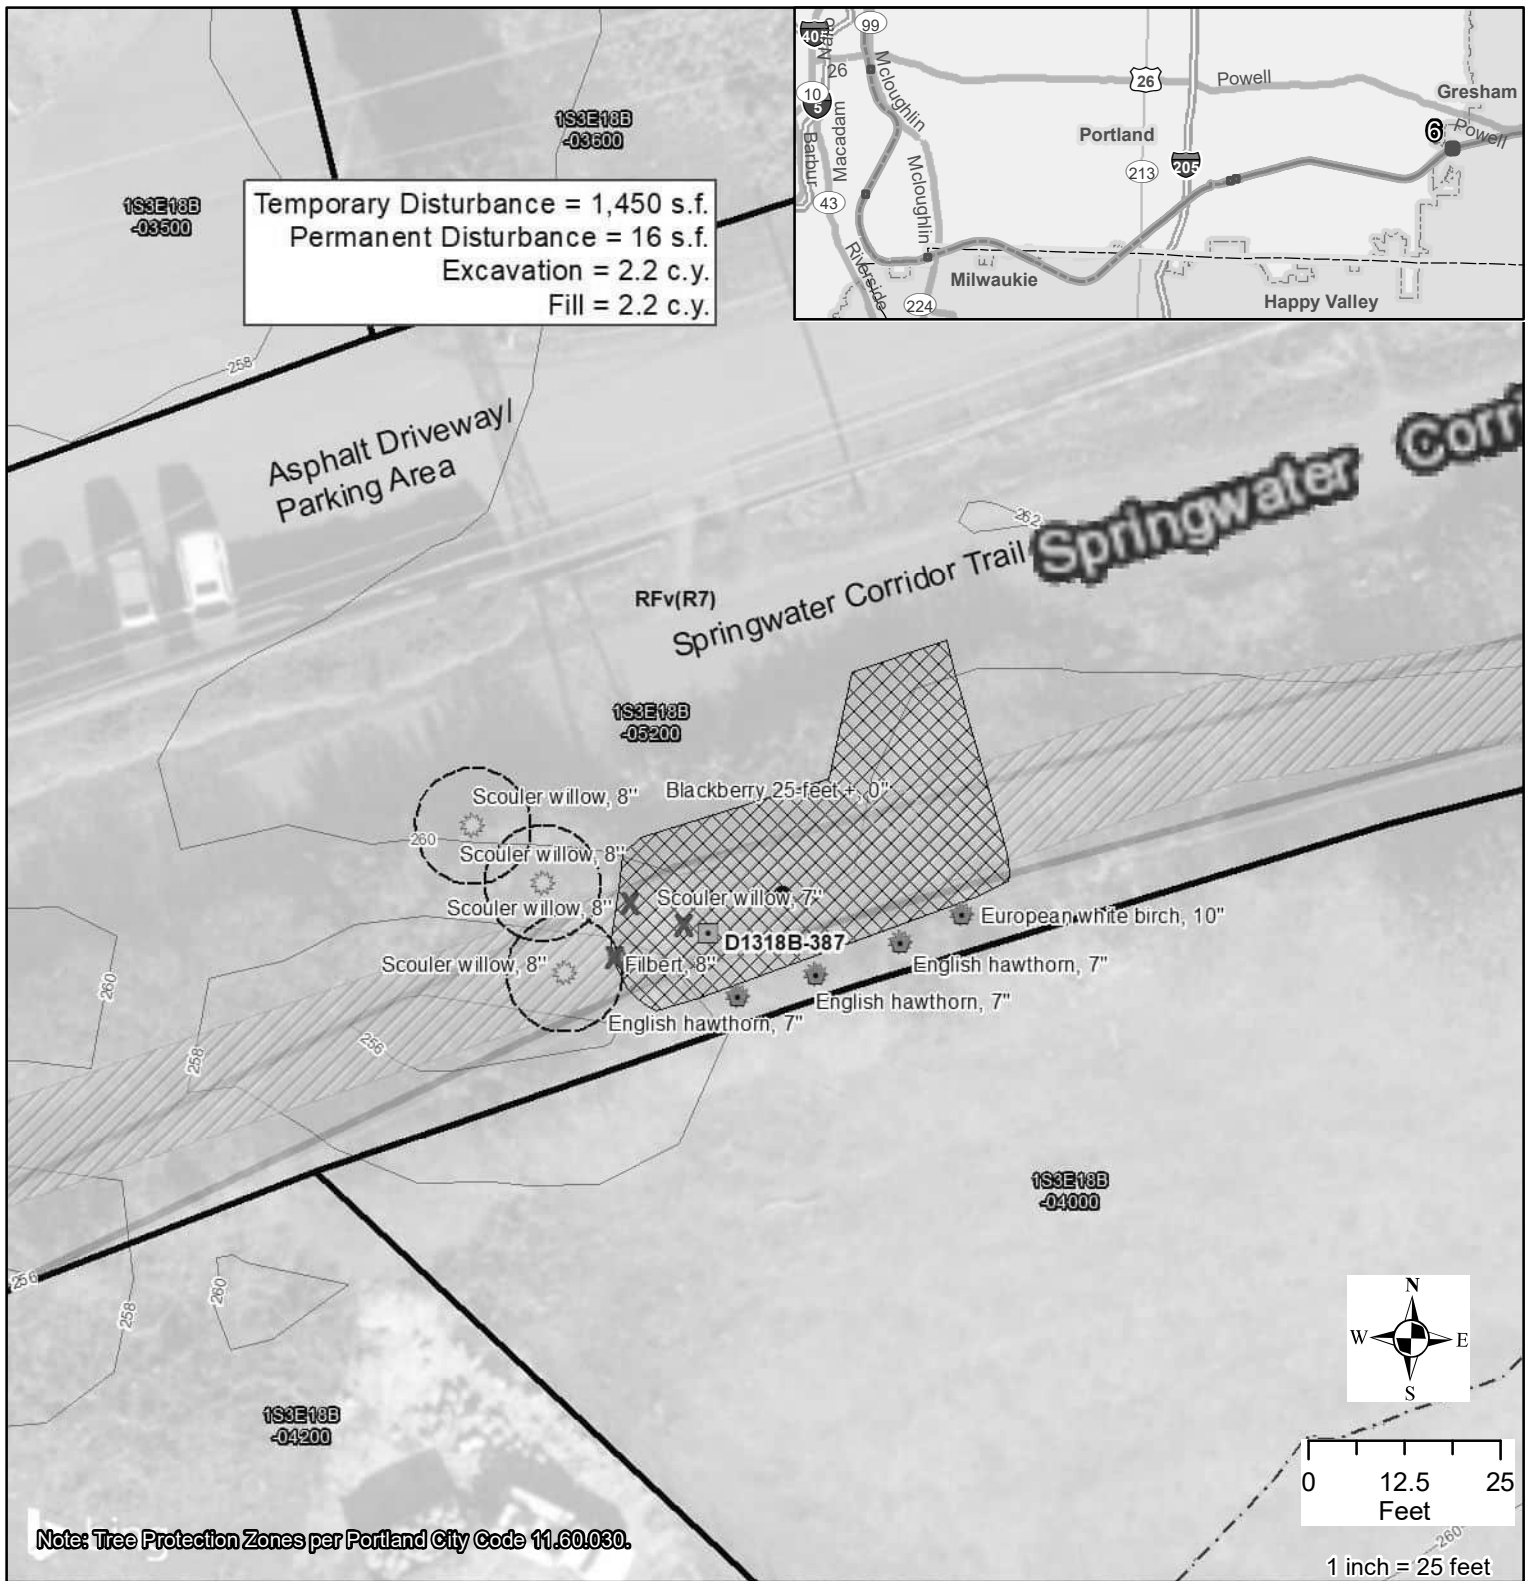 405
Naito
99
26
10
5
Barbur
Macadam
43
Mcloughlin
Mcloughlin
Riverside
224
Milwaukie
Portland
213
205
26
Powell
Gresham
6
Powell
Happy Valley
1S3E18B
-03600
1S3E18B
-03500
Temporary Disturbance = 1,450 s.f.
Permanent Disturbance = 16 s.f.
Excavation = 2.2 c.y.
Fill = 2.2 c.y.
258
Asphalt Driveway/
Parking Area
262
Springwater Corri
Springwater Corridor Trail
RFv(R7)
1S3E18B
-05200
Scouler willow, 8"
Blackberry 25-feet +, 0"
260
Scouler willow, 8"
Scouler willow, 8"
Scouler willow, 7"
European white birch, 10"
D1318B-387
Scouler willow, 8"
Filbert, 8"
English hawthorn, 7"
English hawthorn, 7"
English hawthorn, 7"
260
258
256
1S3E18B
-04000
256
258
260
1S3E18B
-04200
N
W
E
S
0 12.5 25
Feet
260
Note: Tree Protection Zones per Portland City Code 11.60.030.
1 inch = 25 feet